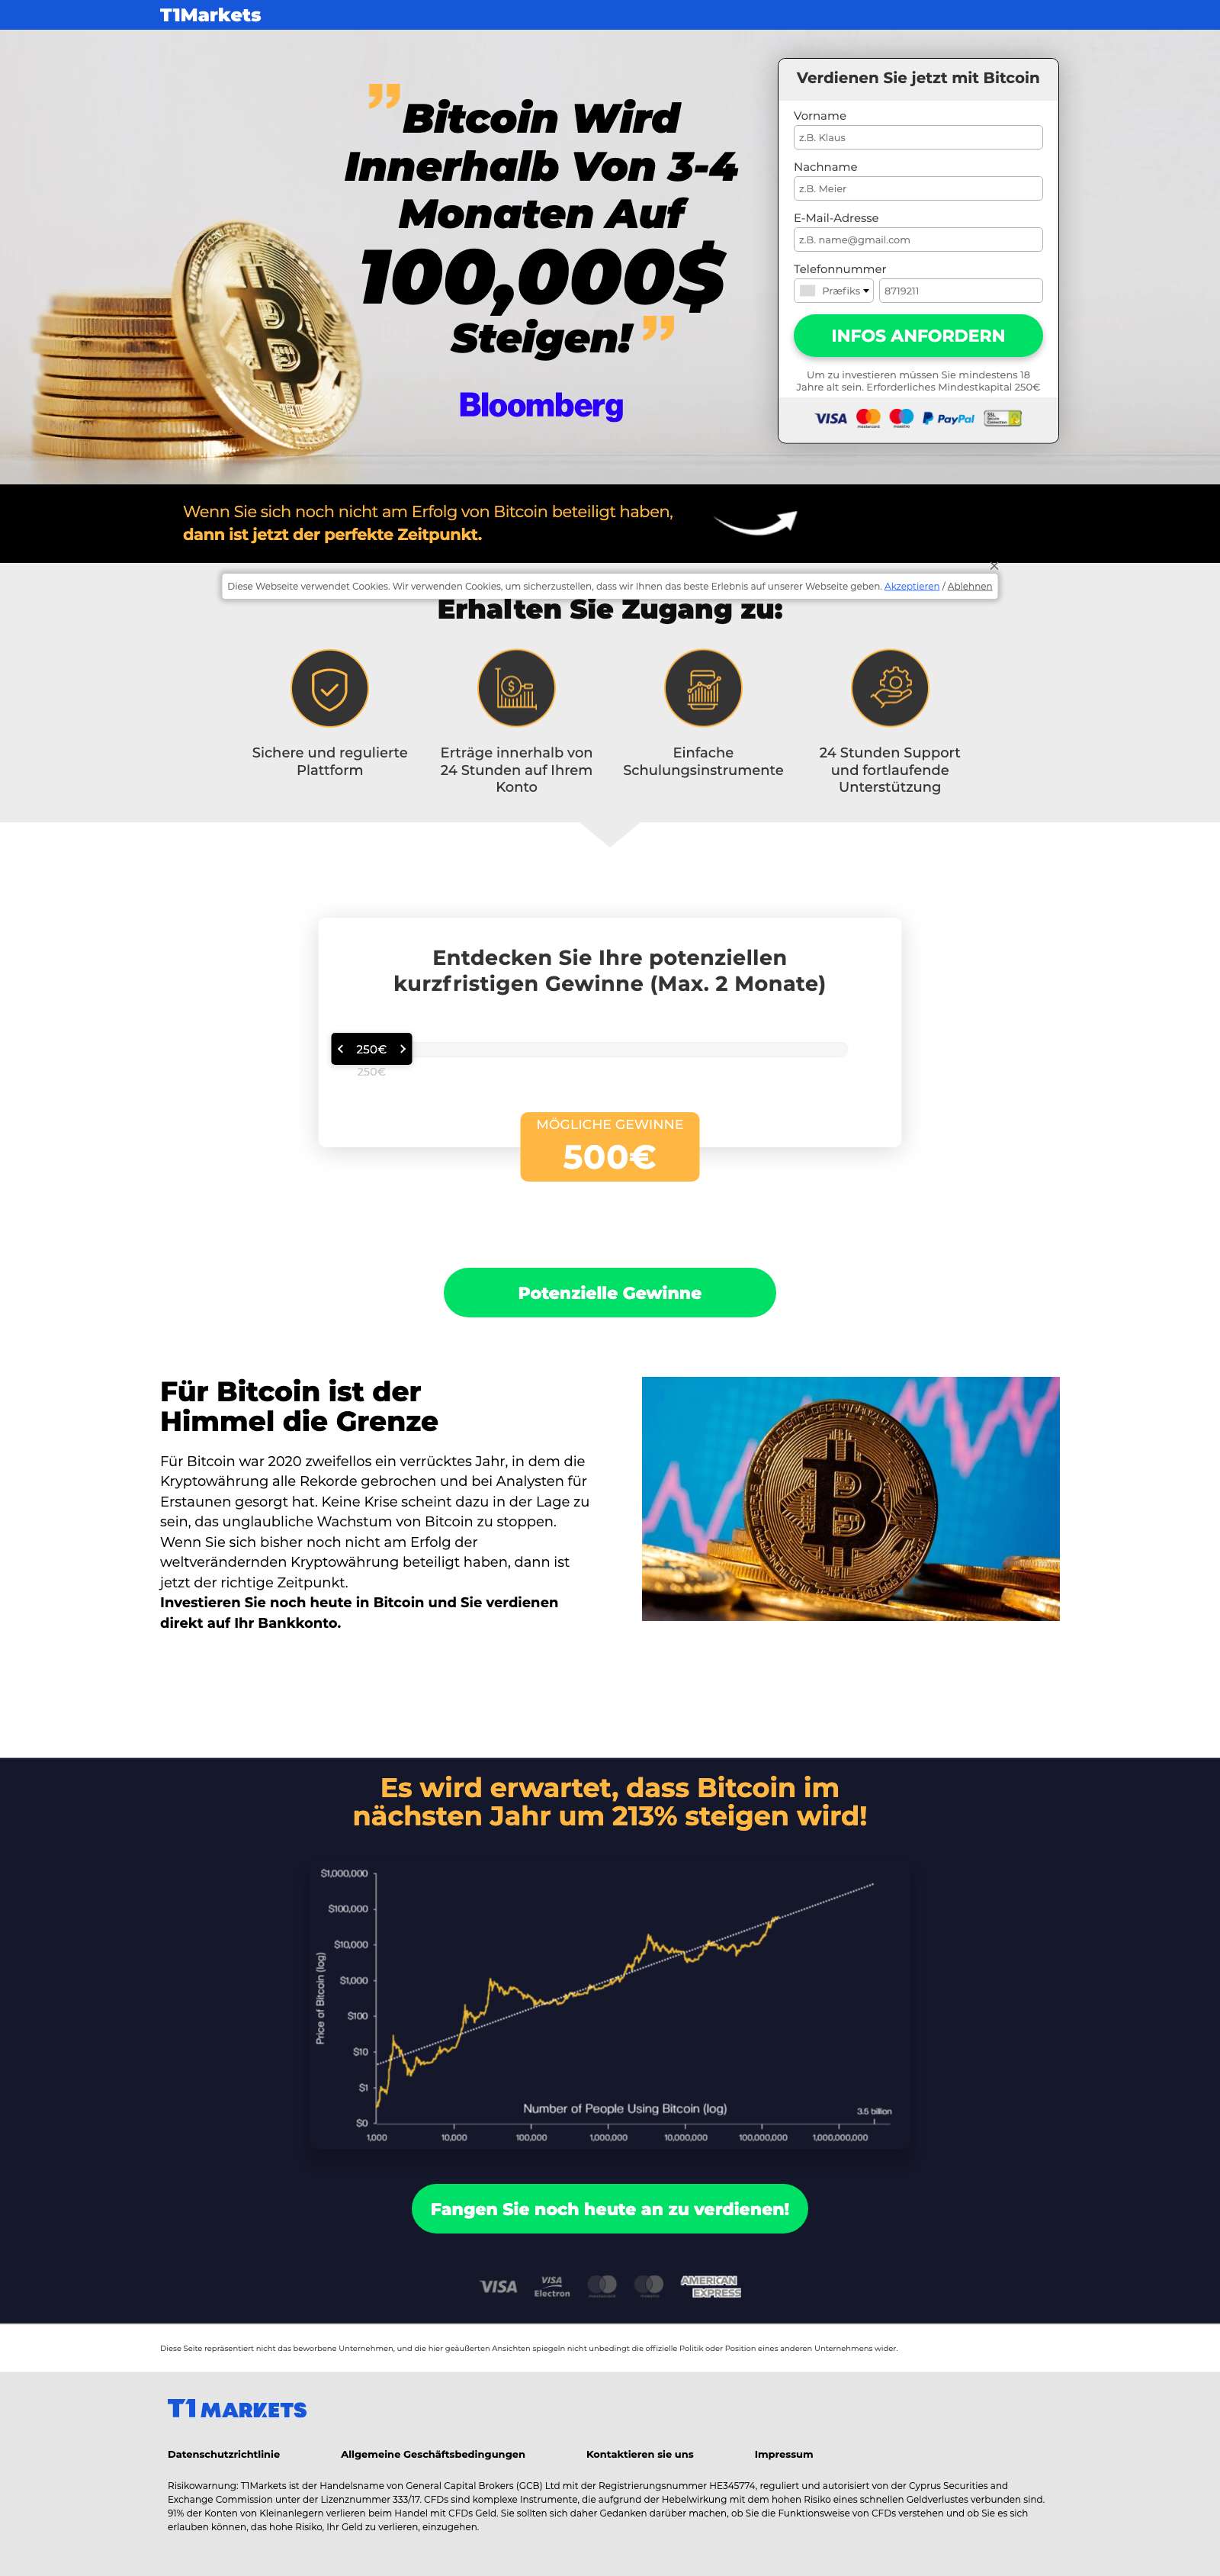 T1Markets
Bitcoin Wird
Innerhalb Von 3-4
Monaten Auf
100,000$
Steigen!
Bloomberg
Verdienen Sie jetzt mit Bitcoin
Vorname
z.B. Klaus
Nachname
z.B. Meier
E-Mail-Adresse
z.B. name@gmail.com
Telefonnummer
Præfiks 8719211
INFOS ANFORDERN
Um zu investieren müssen Sie mindestens 18
Jahre alt sein. Erforderliches Mindestkapital 250€
VISA mastercard maestro PayPal SSL Secure Connection
Wenn Sie sich noch nicht am Erfolg von Bitcoin beteiligt haben,
dann ist jetzt der perfekte Zeitpunkt.
Diese Webseite verwendet Cookies. Wir verwenden Cookies, um sicherzustellen, dass wir Ihnen das beste Erlebnis auf unserer Webseite geben. Akzeptieren / Ablehnen
Erhalten Sie Zugang zu:
Sichere und regulierte
Plattform
Erträge innerhalb von
24 Stunden auf Ihrem
Konto
Einfache
Schulungsinstrumente
24 Stunden Support
und fortlaufende
Unterstützung
Entdecken Sie Ihre potenziellen
kurzfristigen Gewinne (Max. 2 Monate)
250€
250€
MÖGLICHE GEWINNE
500€
Potenzielle Gewinne
Für Bitcoin ist der
Himmel die Grenze
Für Bitcoin war 2020 zweifellos ein verrücktes Jahr, in dem die
Kryptowährung alle Rekorde gebrochen und bei Analysten für
Erstaunen gesorgt hat. Keine Krise scheint dazu in der Lage zu
sein, das unglaubliche Wachstum von Bitcoin zu stoppen.
Wenn Sie sich bisher noch nicht am Erfolg der
weltverändernden Kryptowährung beteiligt haben, dann ist
jetzt der richtige Zeitpunkt.
Investieren Sie noch heute in Bitcoin und Sie verdienen
direkt auf Ihr Bankkonto.
Es wird erwartet, dass Bitcoin im
nächsten Jahr um 213% steigen wird!
$1,000,000
$100,000
$10,000
$1,000
$100
$10
$1
$0
Price of Bitcoin (log)
Number of People Using Bitcoin (log)
3.5 billion
1,000 10,000 100,000 1,000,000 10,000,000 100,000,000 1,000,000,000
Fangen Sie noch heute an zu verdienen!
VISA VISA Electron AMERICAN EXPRESS
Diese Seite repräsentiert nicht das beworbene Unternehmen, und die hier geäußerten Ansichten spiegeln nicht unbedingt die offizielle Politik oder Position eines anderen Unternehmens wider.
T1 MARKETS
Datenschutzrichtlinie Allgemeine Geschäftsbedingungen Kontaktieren sie uns Impressum
Risikowarnung: T1Markets ist der Handelsname von General Capital Brokers (GCB) Ltd mit der Registrierungsnummer HE345774, reguliert und autorisiert von der Cyprus Securities and
Exchange Commission unter der Lizenznummer 333/17. CFDs sind komplexe Instrumente, die aufgrund der Hebelwirkung mit dem hohen Risiko eines schnellen Geldverlustes verbunden sind.
91% der Konten von Kleinanlegern verlieren beim Handel mit CFDs Geld. Sie sollten sich daher Gedanken darüber machen, ob Sie die Funktionsweise von CFDs verstehen und ob Sie es sich
erlauben können, das hohe Risiko, Ihr Geld zu verlieren, einzugehen.